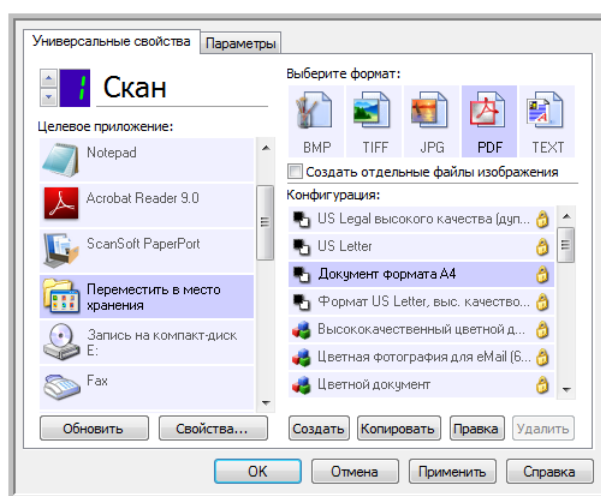 Универсальные свойства
Параметры
1
Скан
Целевое приложение:
Notepad
Acrobat Reader 9.0
ScanSoft PaperPort
Переместить в место
хранения
Запись на компакт-диск
E:
Fax
Обновить
Свойства...
Выберите формат:
BMP
TIFF
JPG
PDF
TEXT
Создать отдельные файлы изображения
Конфигурация:
US Legal высокого качества (дуп...
US Letter
Документ формата A4
Формат US Letter, выс. качество...
Высококачественный цветной д...
Цветная фотография для eMail (6...
Цветной документ
Создать
Копировать
Правка
Удалить
OK
Отмена
Применить
Справка